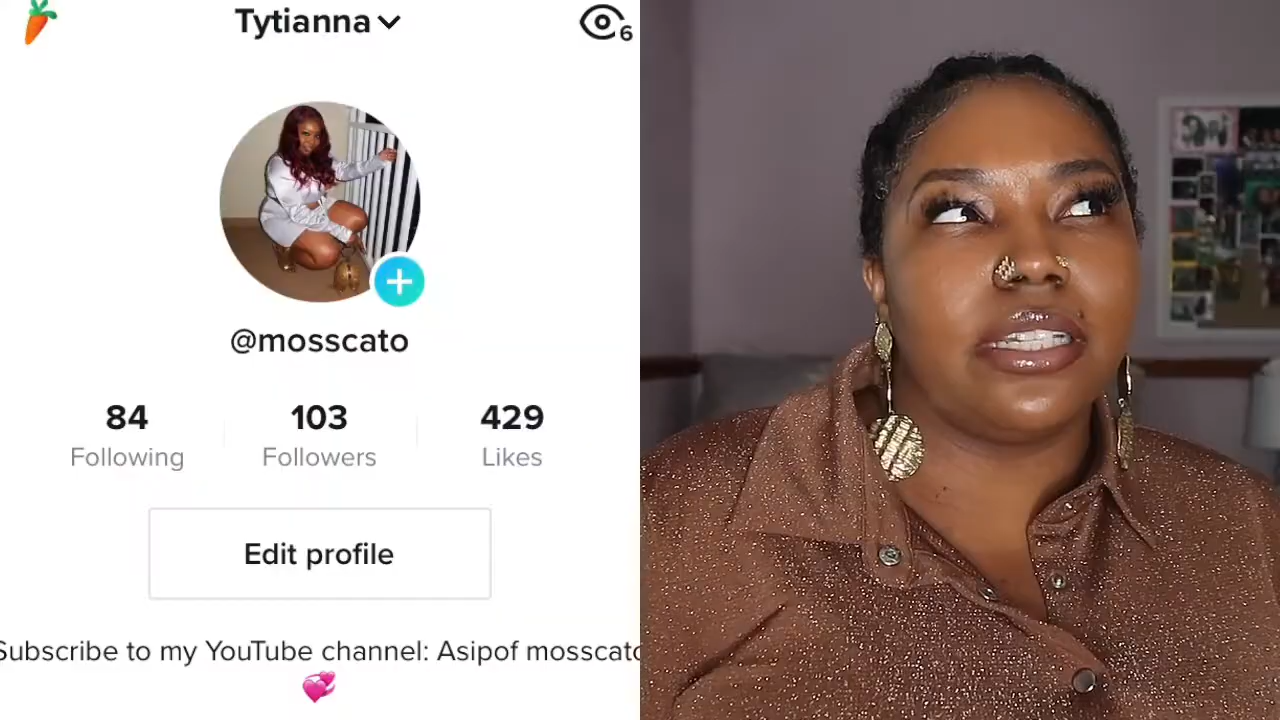 Tytianna
6
@mosscato
84 103 429
Following Followers Likes
Edit profile
Subscribe to my YouTube channel: Asipof mosscato